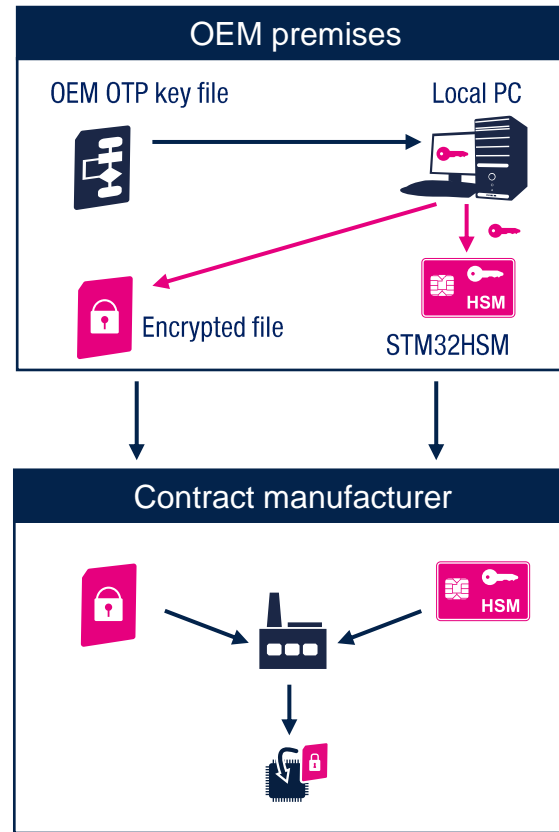 OEM premises
OEM OTP key file
Local PC
HSM
Encrypted file
STM32HSM
Contract manufacturer
HSM